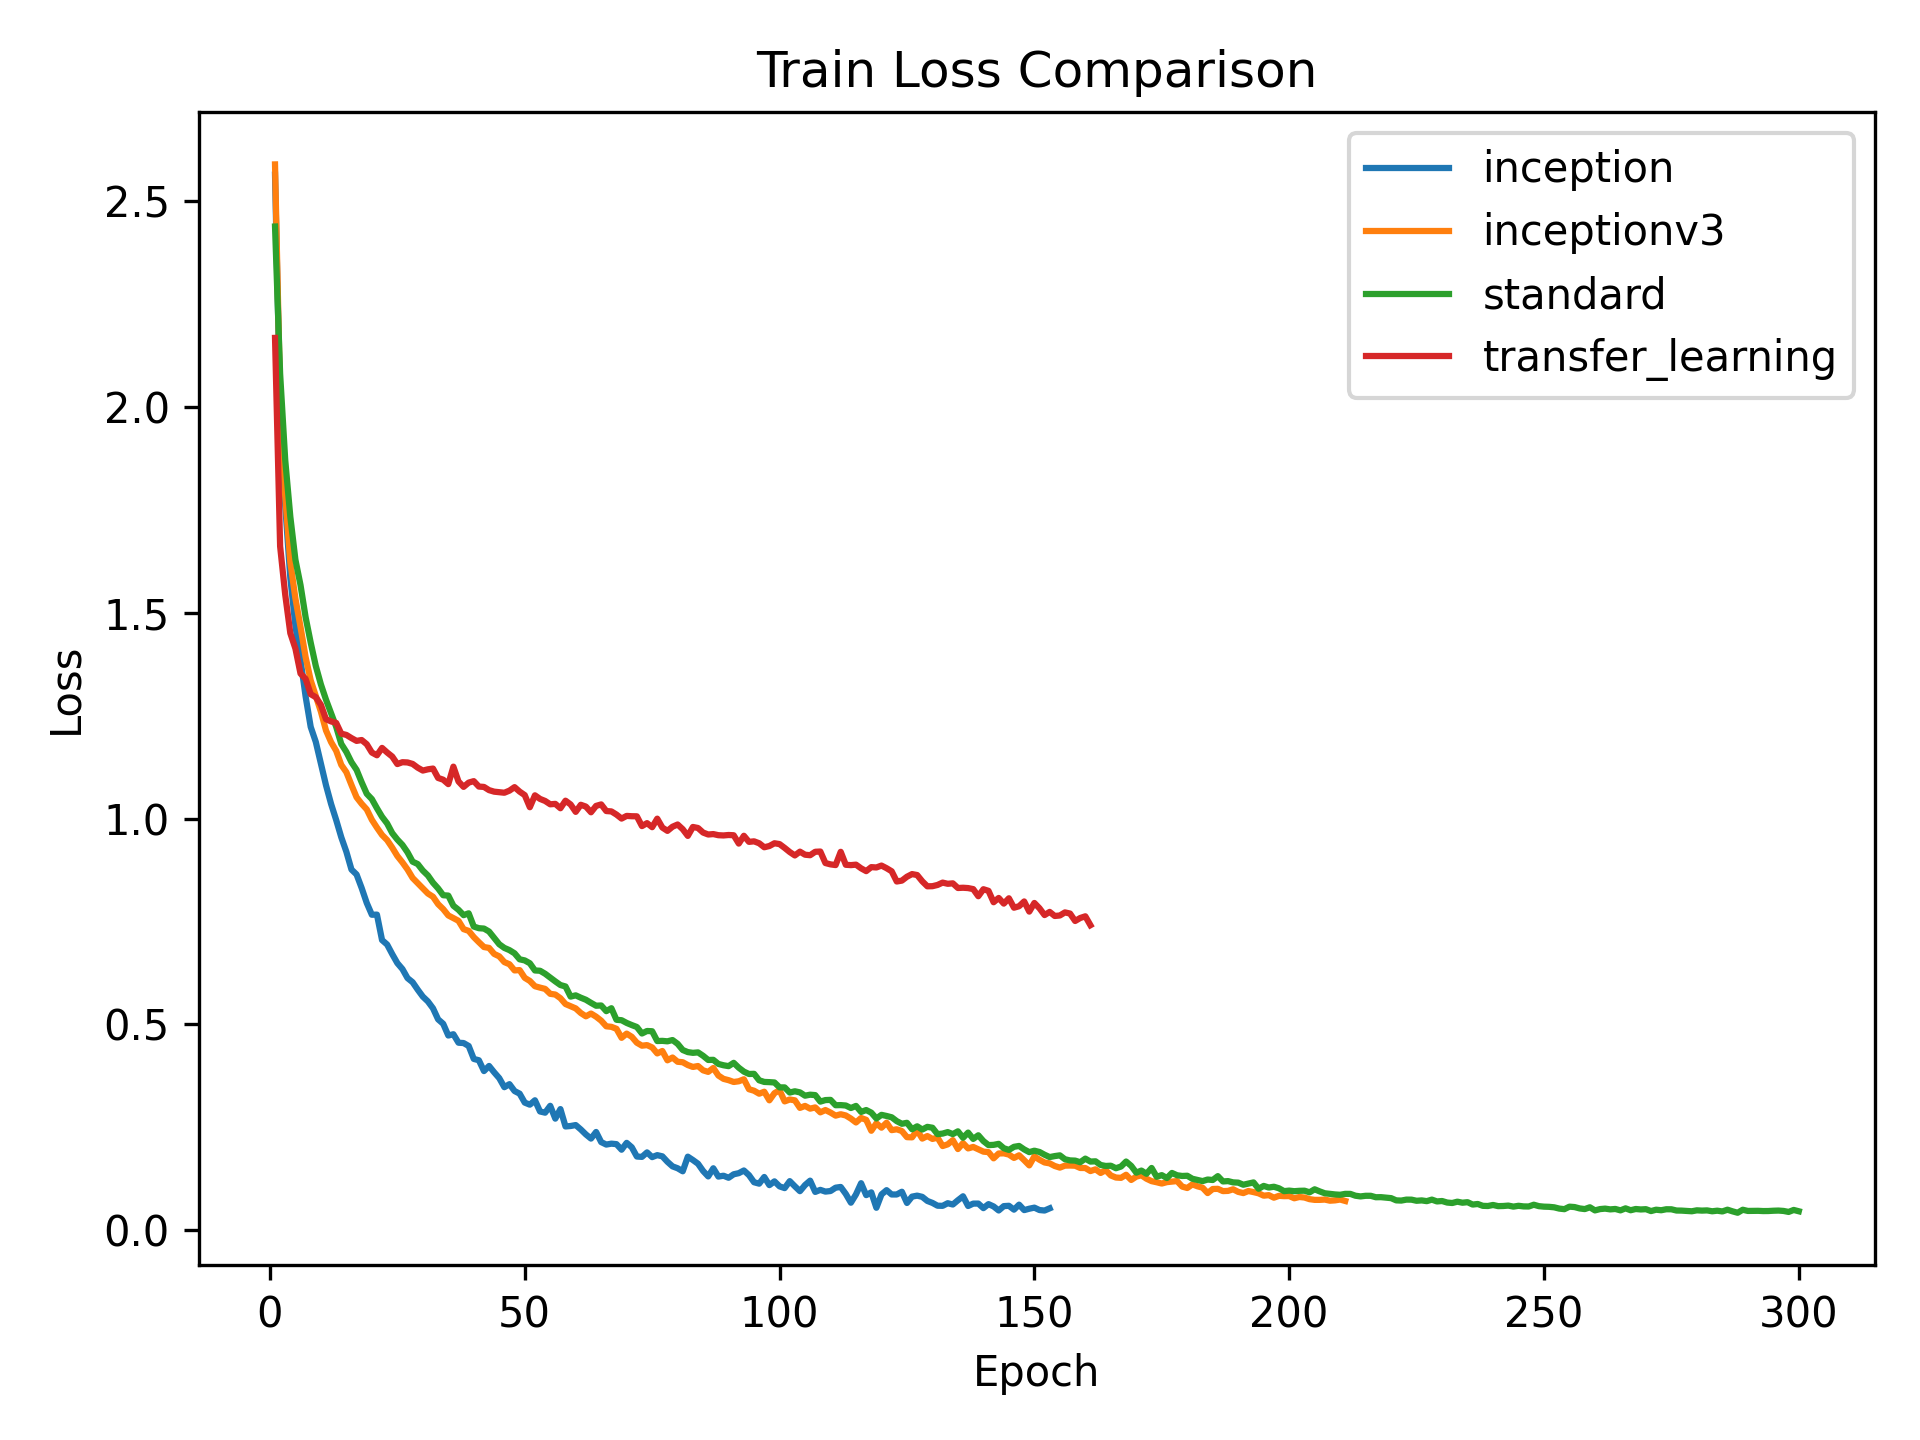 Train Loss Comparison
inception
inceptionv3
standard
transfer_learning
2.5
2.0
1.5
1.0
0.5
0.0
Loss
0 50 100 150 200 250 300
Epoch